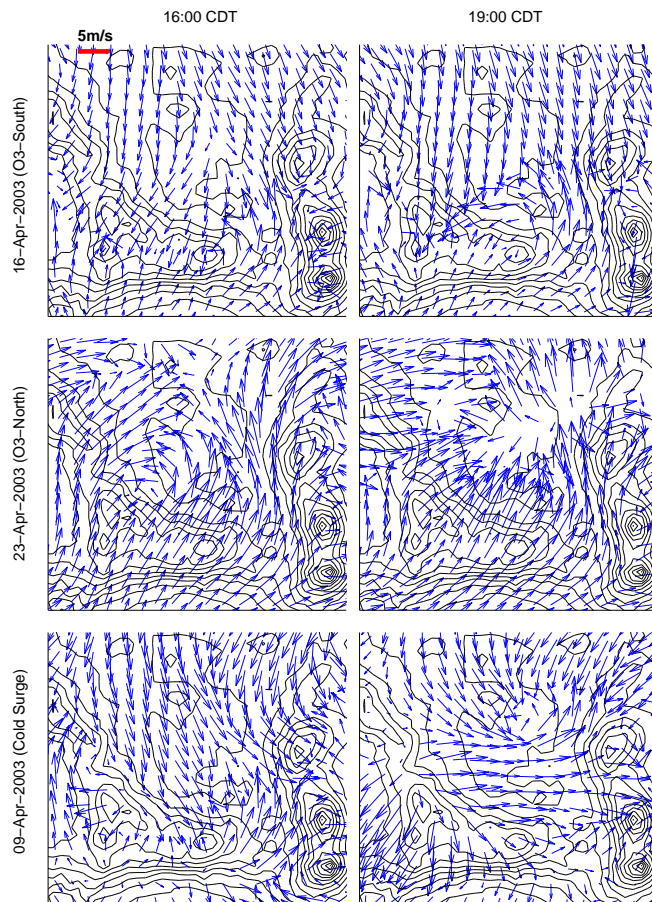 16:00 CDT
19:00 CDT
5m/s
16−Apr−2003 (O3−South)
23−Apr−2003 (O3−North)
09−Apr−2003 (Cold Surge)